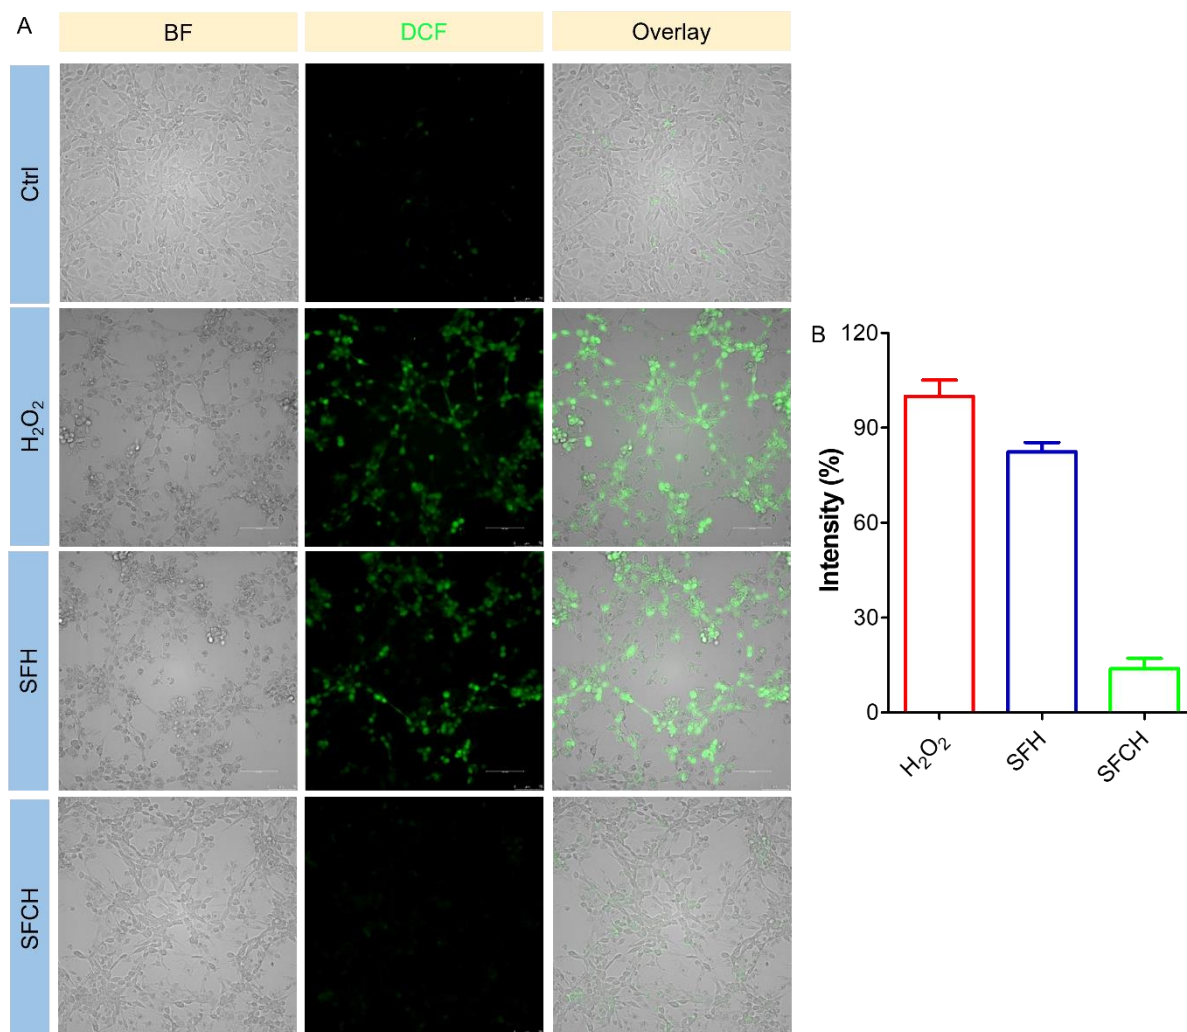 A
BF
DCF
Overlay
Ctrl
H₂O₂
SFH
SFCH
B
120
90
60
30
0
Intensity (%)
H₂O₂
SFH
SFCH